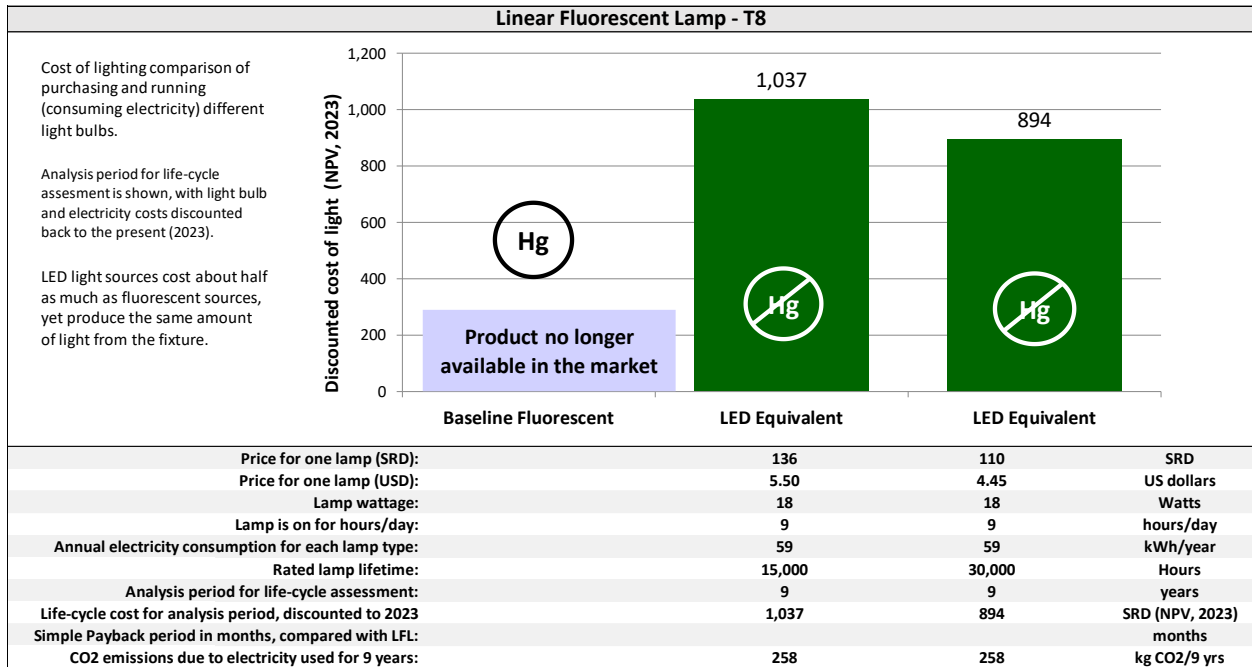 Linear Fluorescent Lamp - T8
Cost of lighting comparison of
purchasing and running
(consuming electricity) different
light bulbs.
Analysis period for life-cycle
assesment is shown, with light bulb
and electricity costs discounted
back to the present (2023).
LED light sources cost about half
as much as fluorescent sources,
yet produce the same amount
of light from the fixture.
Discounted cost of light (NPV, 2023)
1,200
1,000
800
600
400
200
0
1,037
894
Hg
Hg
Hg
Product no longer
available in the market
Baseline Fluorescent LED Equivalent LED Equivalent
Price for one lamp (SRD): 136 110 SRD
Price for one lamp (USD): 5.50 4.45 US dollars
Lamp wattage: 18 18 Watts
Lamp is on for hours/day: 9 9 hours/day
Annual electricity consumption for each lamp type: 59 59 kWh/year
Rated lamp lifetime: 15,000 30,000 Hours
Analysis period for life-cycle assessment: 9 9 years
Life-cycle cost for analysis period, discounted to 2023 1,037 894 SRD (NPV, 2023)
Simple Payback period in months, compared with LFL: months
CO2 emissions due to electricity used for 9 years: 258 258 kg CO2/9 yrs